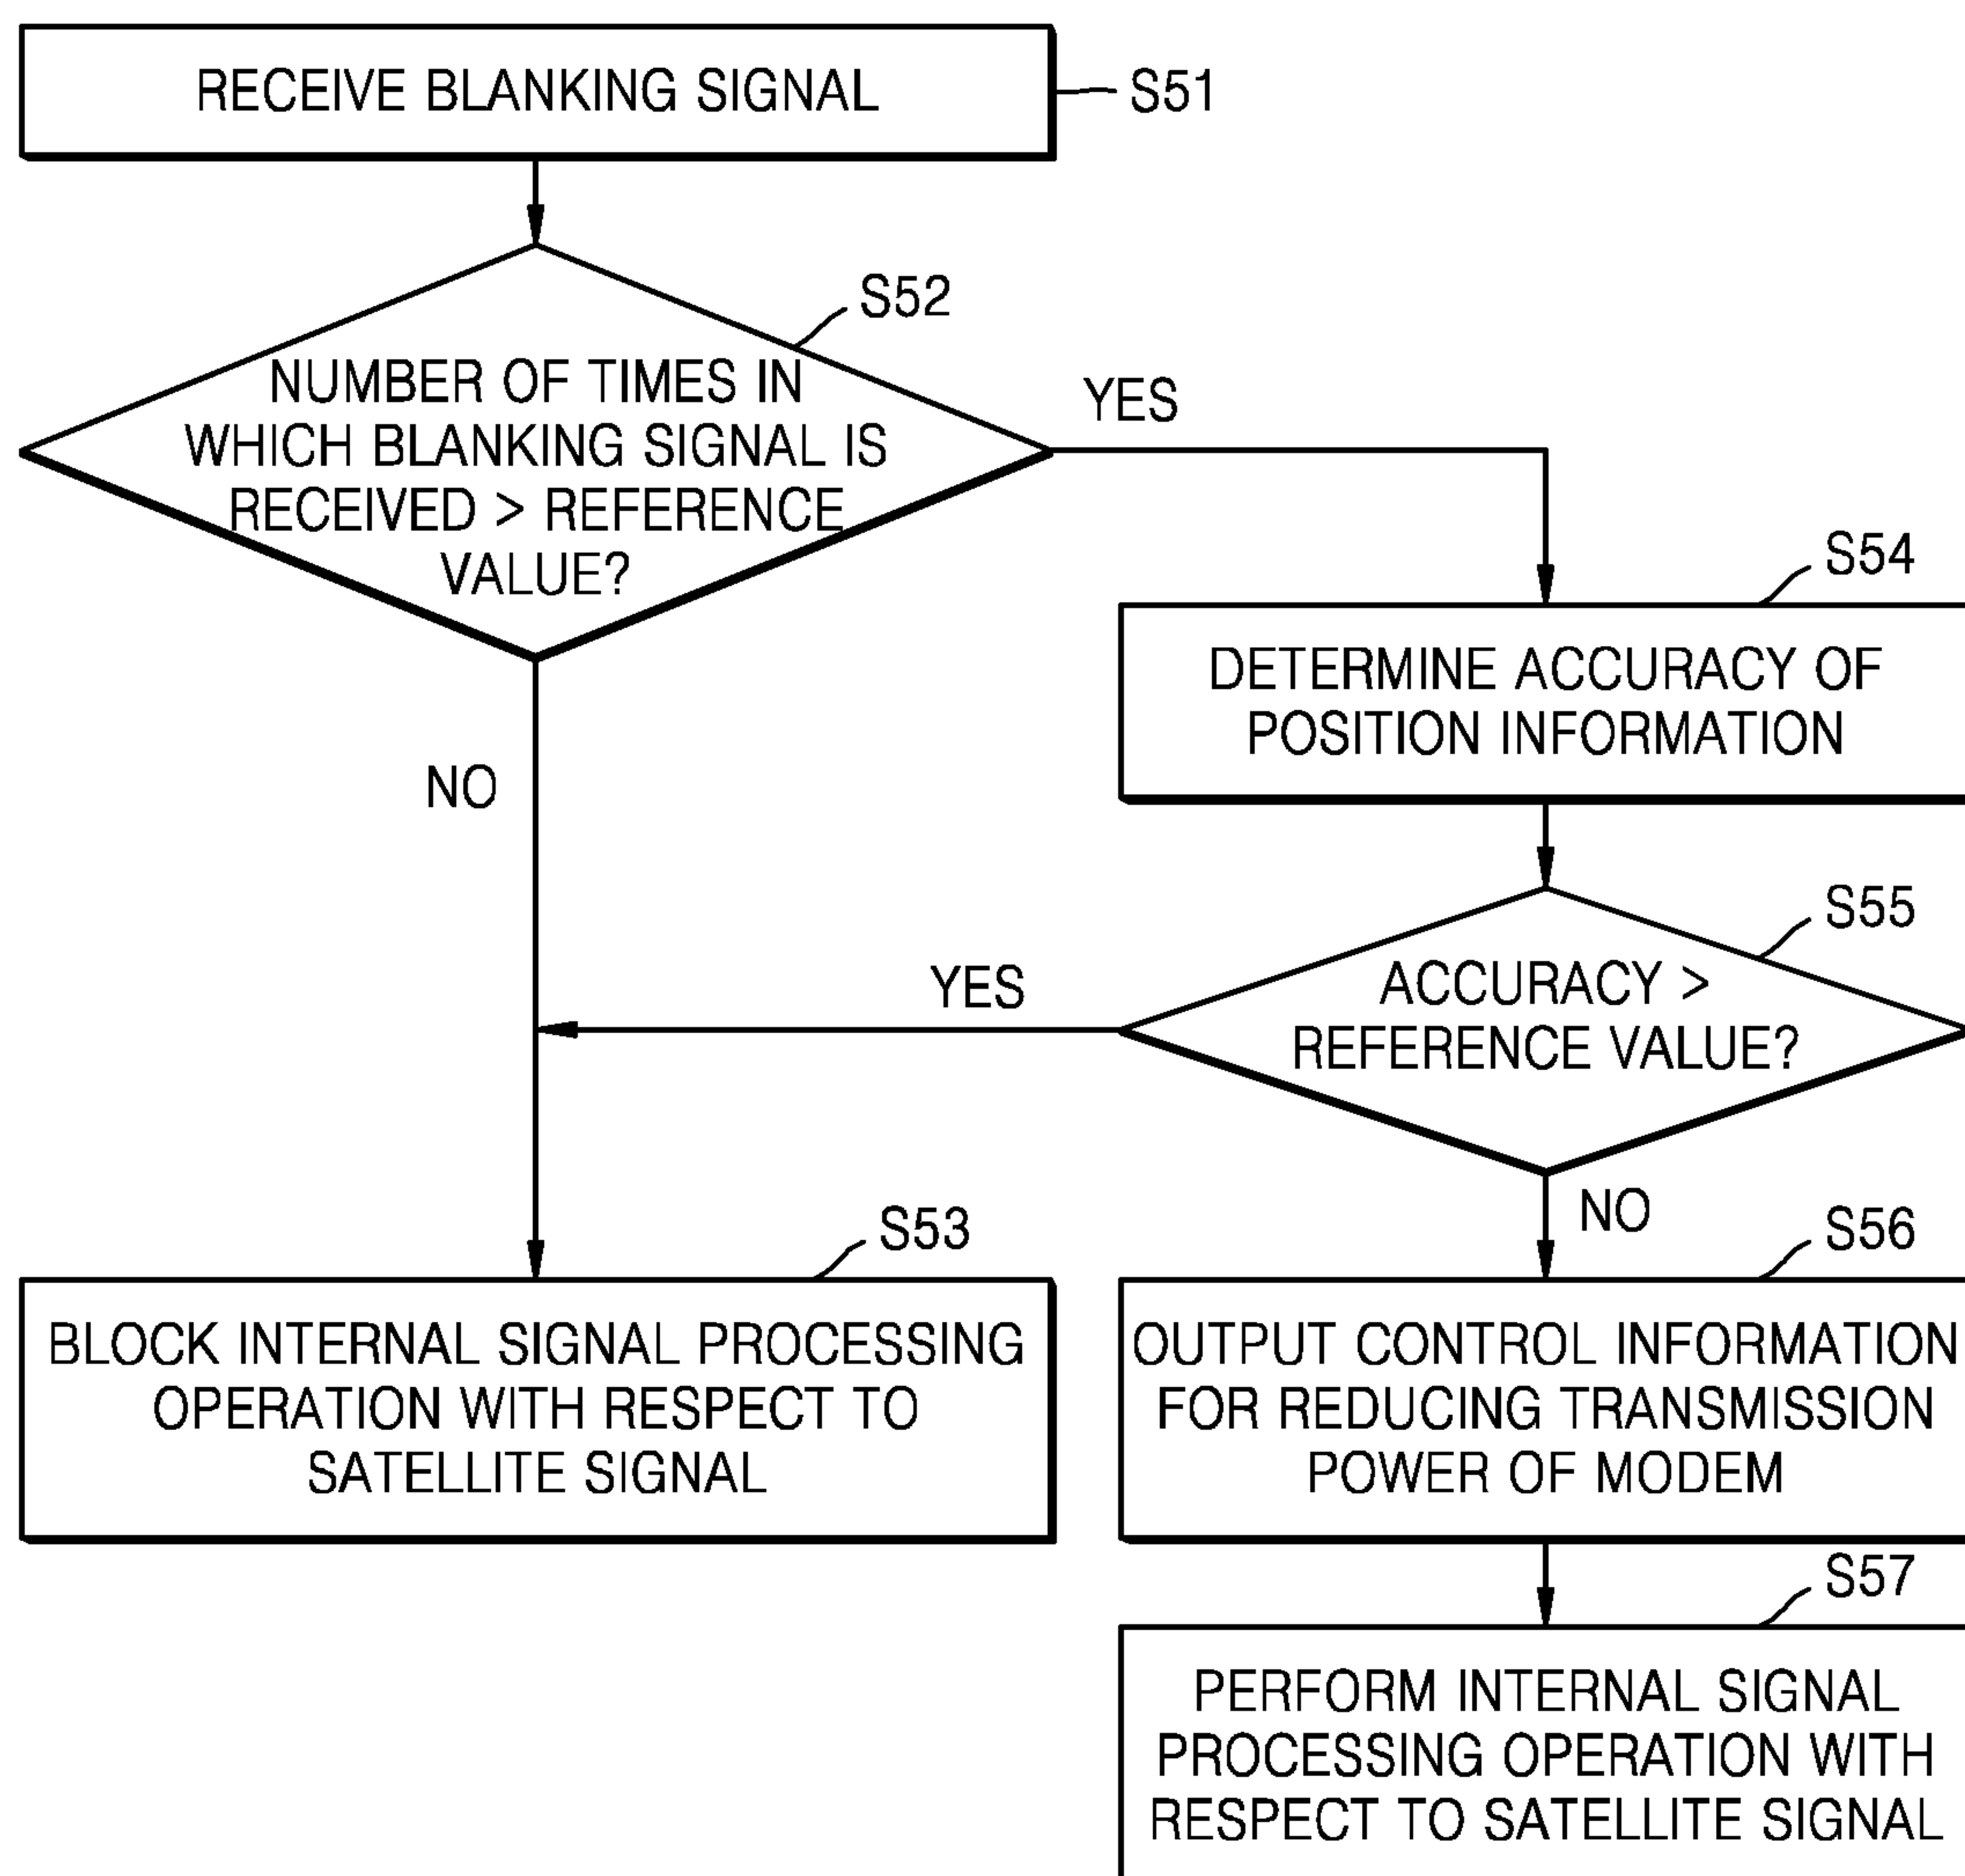 RECEIVE BLANKING SIGNAL
S51
S52
NUMBER OF TIMES IN
WHICH BLANKING SIGNAL IS
RECEIVED > REFERENCE
VALUE?
YES
NO
S54
DETERMINE ACCURACY OF
POSITION INFORMATION
S55
ACCURACY >
REFERENCE VALUE?
YES
NO
S53
BLOCK INTERNAL SIGNAL PROCESSING
OPERATION WITH RESPECT TO
SATELLITE SIGNAL
S56
OUTPUT CONTROL INFORMATION
FOR REDUCING TRANSMISSION
POWER OF MODEM
S57
PERFORM INTERNAL SIGNAL
PROCESSING OPERATION WITH
RESPECT TO SATELLITE SIGNAL